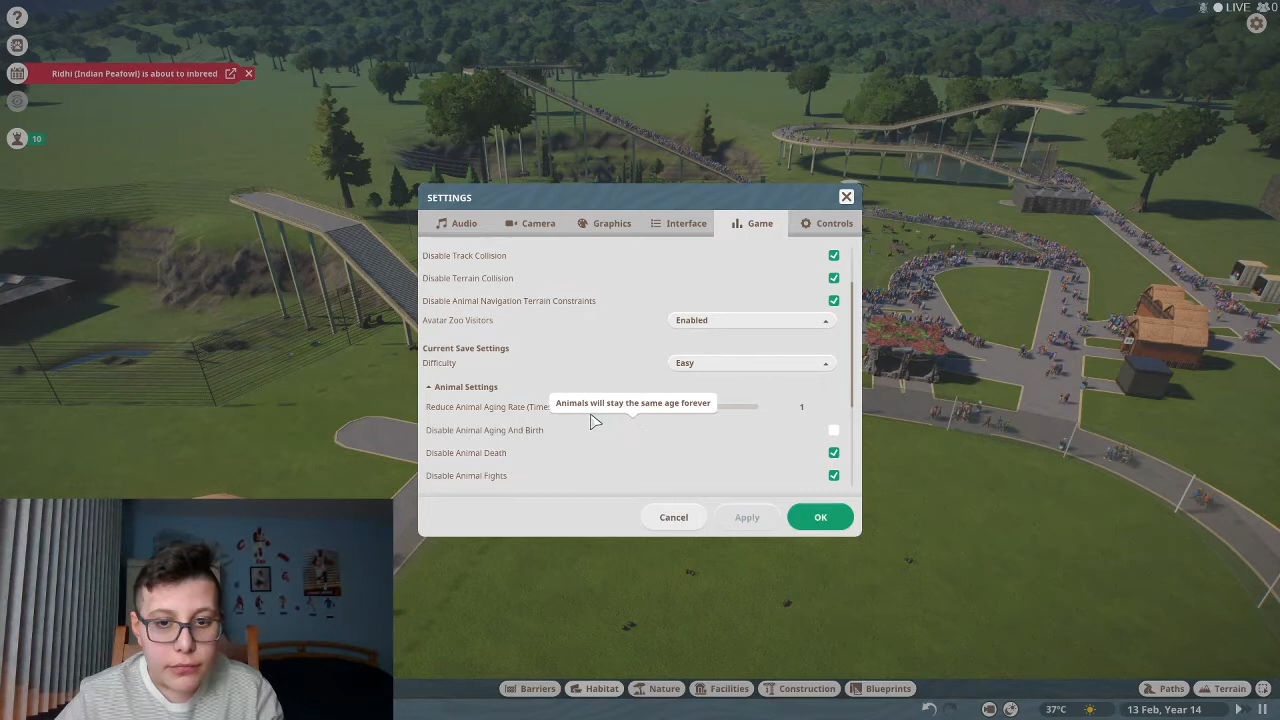 LIVE 0
Ridhi (Indian Peafowl) is about to inbreed
10
SETTINGS
Audio Camera Graphics Interface Game Controls
Disable Track Collision
Disable Terrain Collision
Disable Animal Navigation Terrain Constraints
Avatar Zoo Visitors Enabled
Current Save Settings
Difficulty Easy
Animal Settings
Animals will stay the same age forever
Reduce Animal Aging Rate (Time 1
Disable Animal Aging And Birth
Disable Animal Death
Disable Animal Fights
Cancel Apply OK
Barriers Habitat Nature Facilities Construction Blueprints Paths Terrain
37°C 13 Feb, Year 14